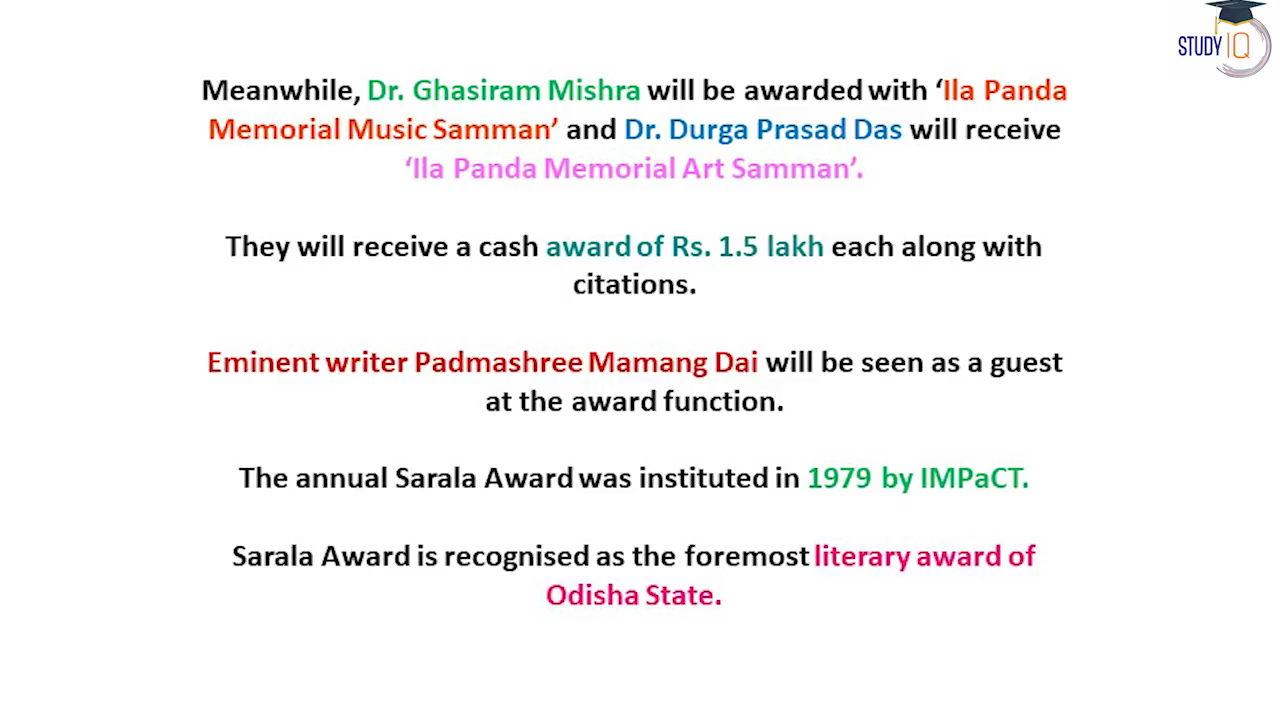 STUDY IQ
Meanwhile, Dr. Ghasiram Mishra will be awarded with ‘Ila Panda
Memorial Music Samman’ and Dr. Durga Prasad Das will receive
‘Ila Panda Memorial Art Samman’.
They will receive a cash award of Rs. 1.5 lakh each along with
citations.
Eminent writer Padmashree Mamang Dai will be seen as a guest
at the award function.
The annual Sarala Award was instituted in 1979 by IMPaCT.
Sarala Award is recognised as the foremost literary award of
Odisha State.